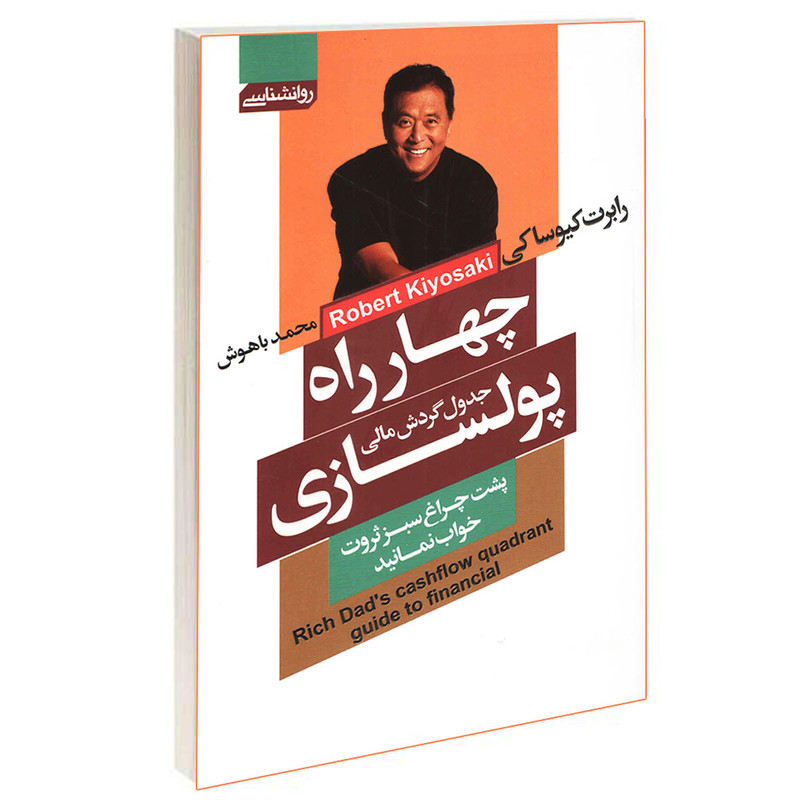 روانشناسی
رابرت کیوساکی
Robert Kiyosaki
محمد باهوش
چهار راه
جدول گردش مالی
پولسازی
پشت چراغ سبز ثروت
خواب نمانید
Rich Dad's cashflow quadrant
guide to financial